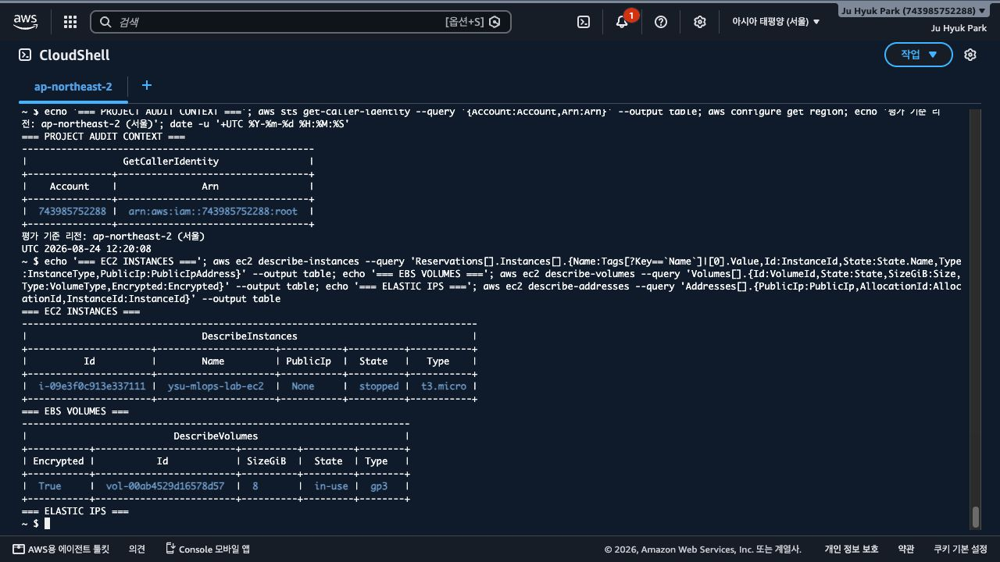 aws
검색
[옵션+S]
1
아시아 태평양 (서울)
Ju Hyuk Park (743985752288)
Ju Hyuk Park
CloudShell
작업
ap-northeast-2
+
~ $ echo '=== PROJECT AUDIT CONTEXT ==='; aws sts get-caller-identity --query '{Account:Account,Arn:Arn}' --output table; aws configure get region; echo '평가 기준 리
전: ap-northeast-2 (서울)'; date -u '+UTC %Y-%m-%d %H:%M:%S'
=== PROJECT AUDIT CONTEXT ===
----------------------------------------------------
|                 GetCallerIdentity                |
+---------------+----------------------------------+
|    Account    |               Arn                |
+---------------+----------------------------------+
|  743985752288 |  arn:aws:iam::743985752288:root  |
+---------------+----------------------------------+
평가 기준 리전: ap-northeast-2 (서울)
UTC 2026-08-24 12:20:08
~ $ echo '=== EC2 INSTANCES ==='; aws ec2 describe-instances --query 'Reservations[].Instances[].{Name:Tags[?Key==`Name`]|[0].Value,Id:InstanceId,State:State.Name,Type
:InstanceType,PublicIp:PublicIpAddress}' --output table; echo '=== EBS VOLUMES ==='; aws ec2 describe-volumes --query 'Volumes[].{Id:VolumeId,State:State,SizeGiB:Size,
Type:VolumeType,Encrypted:Encrypted}' --output table; echo '=== ELASTIC IPS ==='; aws ec2 describe-addresses --query 'Addresses[].{PublicIp:PublicIp,AllocationId:Alloc
ationId,InstanceId:InstanceId}' --output table
=== EC2 INSTANCES ===
---------------------------------------------------------------------------------
|                               DescribeInstances                               |
+----------------------+---------------------+-----------+----------+-----------+
|          Id          |        Name         | PublicIp  |  State   |   Type    |
+----------------------+---------------------+-----------+----------+-----------+
|  i-09e3f0c913e337111 |  ysu-mlops-lab-ec2  |  None     |  stopped |  t3.micro |
+----------------------+---------------------+-----------+----------+-----------+
=== EBS VOLUMES ===
---------------------------------------------------------------------
|                          DescribeVolumes                          |
+-----------+-------------------------+----------+---------+--------+
| Encrypted |           Id            | SizeGiB  |  State  | Type   |
+-----------+-------------------------+----------+---------+--------+
|  True     |  vol-00ab4529d16578d57  |  8       |  in-use |  gp3   |
+-----------+-------------------------+----------+---------+--------+
=== ELASTIC IPS ===
~ $
AWS용 에이전트 툴킷
의견
Console 모바일 앱
© 2026, Amazon Web Services, Inc. 또는 계열사.
개인 정보 보호
약관
쿠키 기본 설정